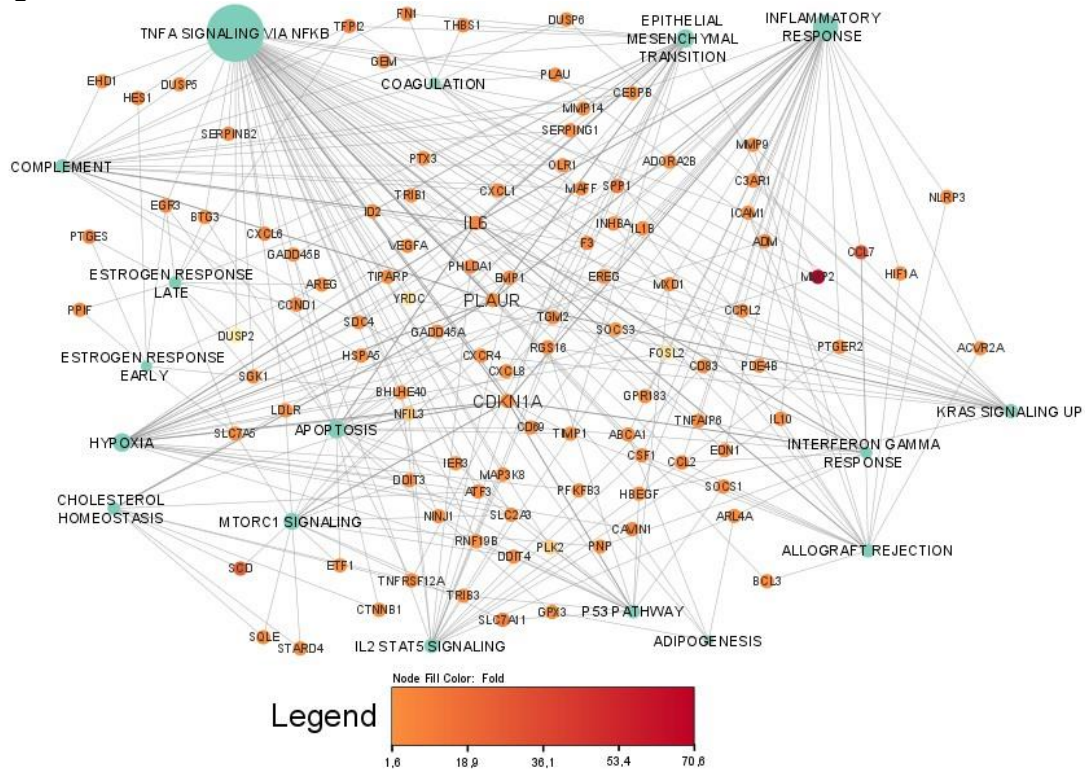 FN1
TNFA SIGNALING VIA NFKB
TFPI2
THBS1
DUSP6
EPITHELIAL
MESENCHYMAL
TRANSITION
INFLAMMATORY
RESPONSE
GEM
PLAU
EHD1
HES1
DUSP5
COAGULATION
CEBPB
MMP14
SERPINB2
SERPING1
MMP9
COMPLEMENT
PTX3
OLR1
ADORA2B
C3AR1
TRIB1
CXCL1
MAFF
SPP1
NLRP3
EGR3
BTG3
ID2
IL6
INHBA
IL1B
ICAM1
PTGES
CXCL6
VEGFA
F3
ADM
CCL7
GADD45B
ESTROGEN RESPONSE
LATE
AREG
TIPARP
PHLDA1
BMP1
EREG
MXD1
HIF1A
CCND1
YRDC
PLAUR
PPIF
SDC4
GADD45A
TGM2
SOCS3
CCRL2
DUSP2
ESTROGEN RESPONSE
EARLY
HSPA5
CXCR4
RGS16
FOSL2
PTGER2
ACVR2A
SGK1
CXCL8
CD83
PDE4B
BHLHE40
GPR183
LDLR
NFIL3
CDKN1A
TNFAIP6
IL10
KRAS SIGNALING UP
HYPOXIA
SLC7A5
APOPTOSIS
CD69
TIMP1
ABCA1
EDN1
INTERFERON GAMMA
RESPONSE
IER3
CSF1
CCL2
DDIT3
MAP3K8
ATF3
PFKFB3
HBEGF
SOCS1
CHOLESTEROL
HOMEOSTASIS
MTORC1 SIGNALING
NINJ1
SLC2A3
CAVIN1
ARL4A
RNF19B
DDIT4
PLK2
PNP
ALLOGRAFT REJECTION
SCD
ETF1
TNFRSF12A
BCL3
TRIB3
CTNNB1
SLC7A11
GPX3
P53 PATHWAY
SQLE
STARD4
IL2 STAT5 SIGNALING
ADIPOGENESIS
Node Fill Color: Fold
Legend
1,6 18,9 36,1 53,4 70,6